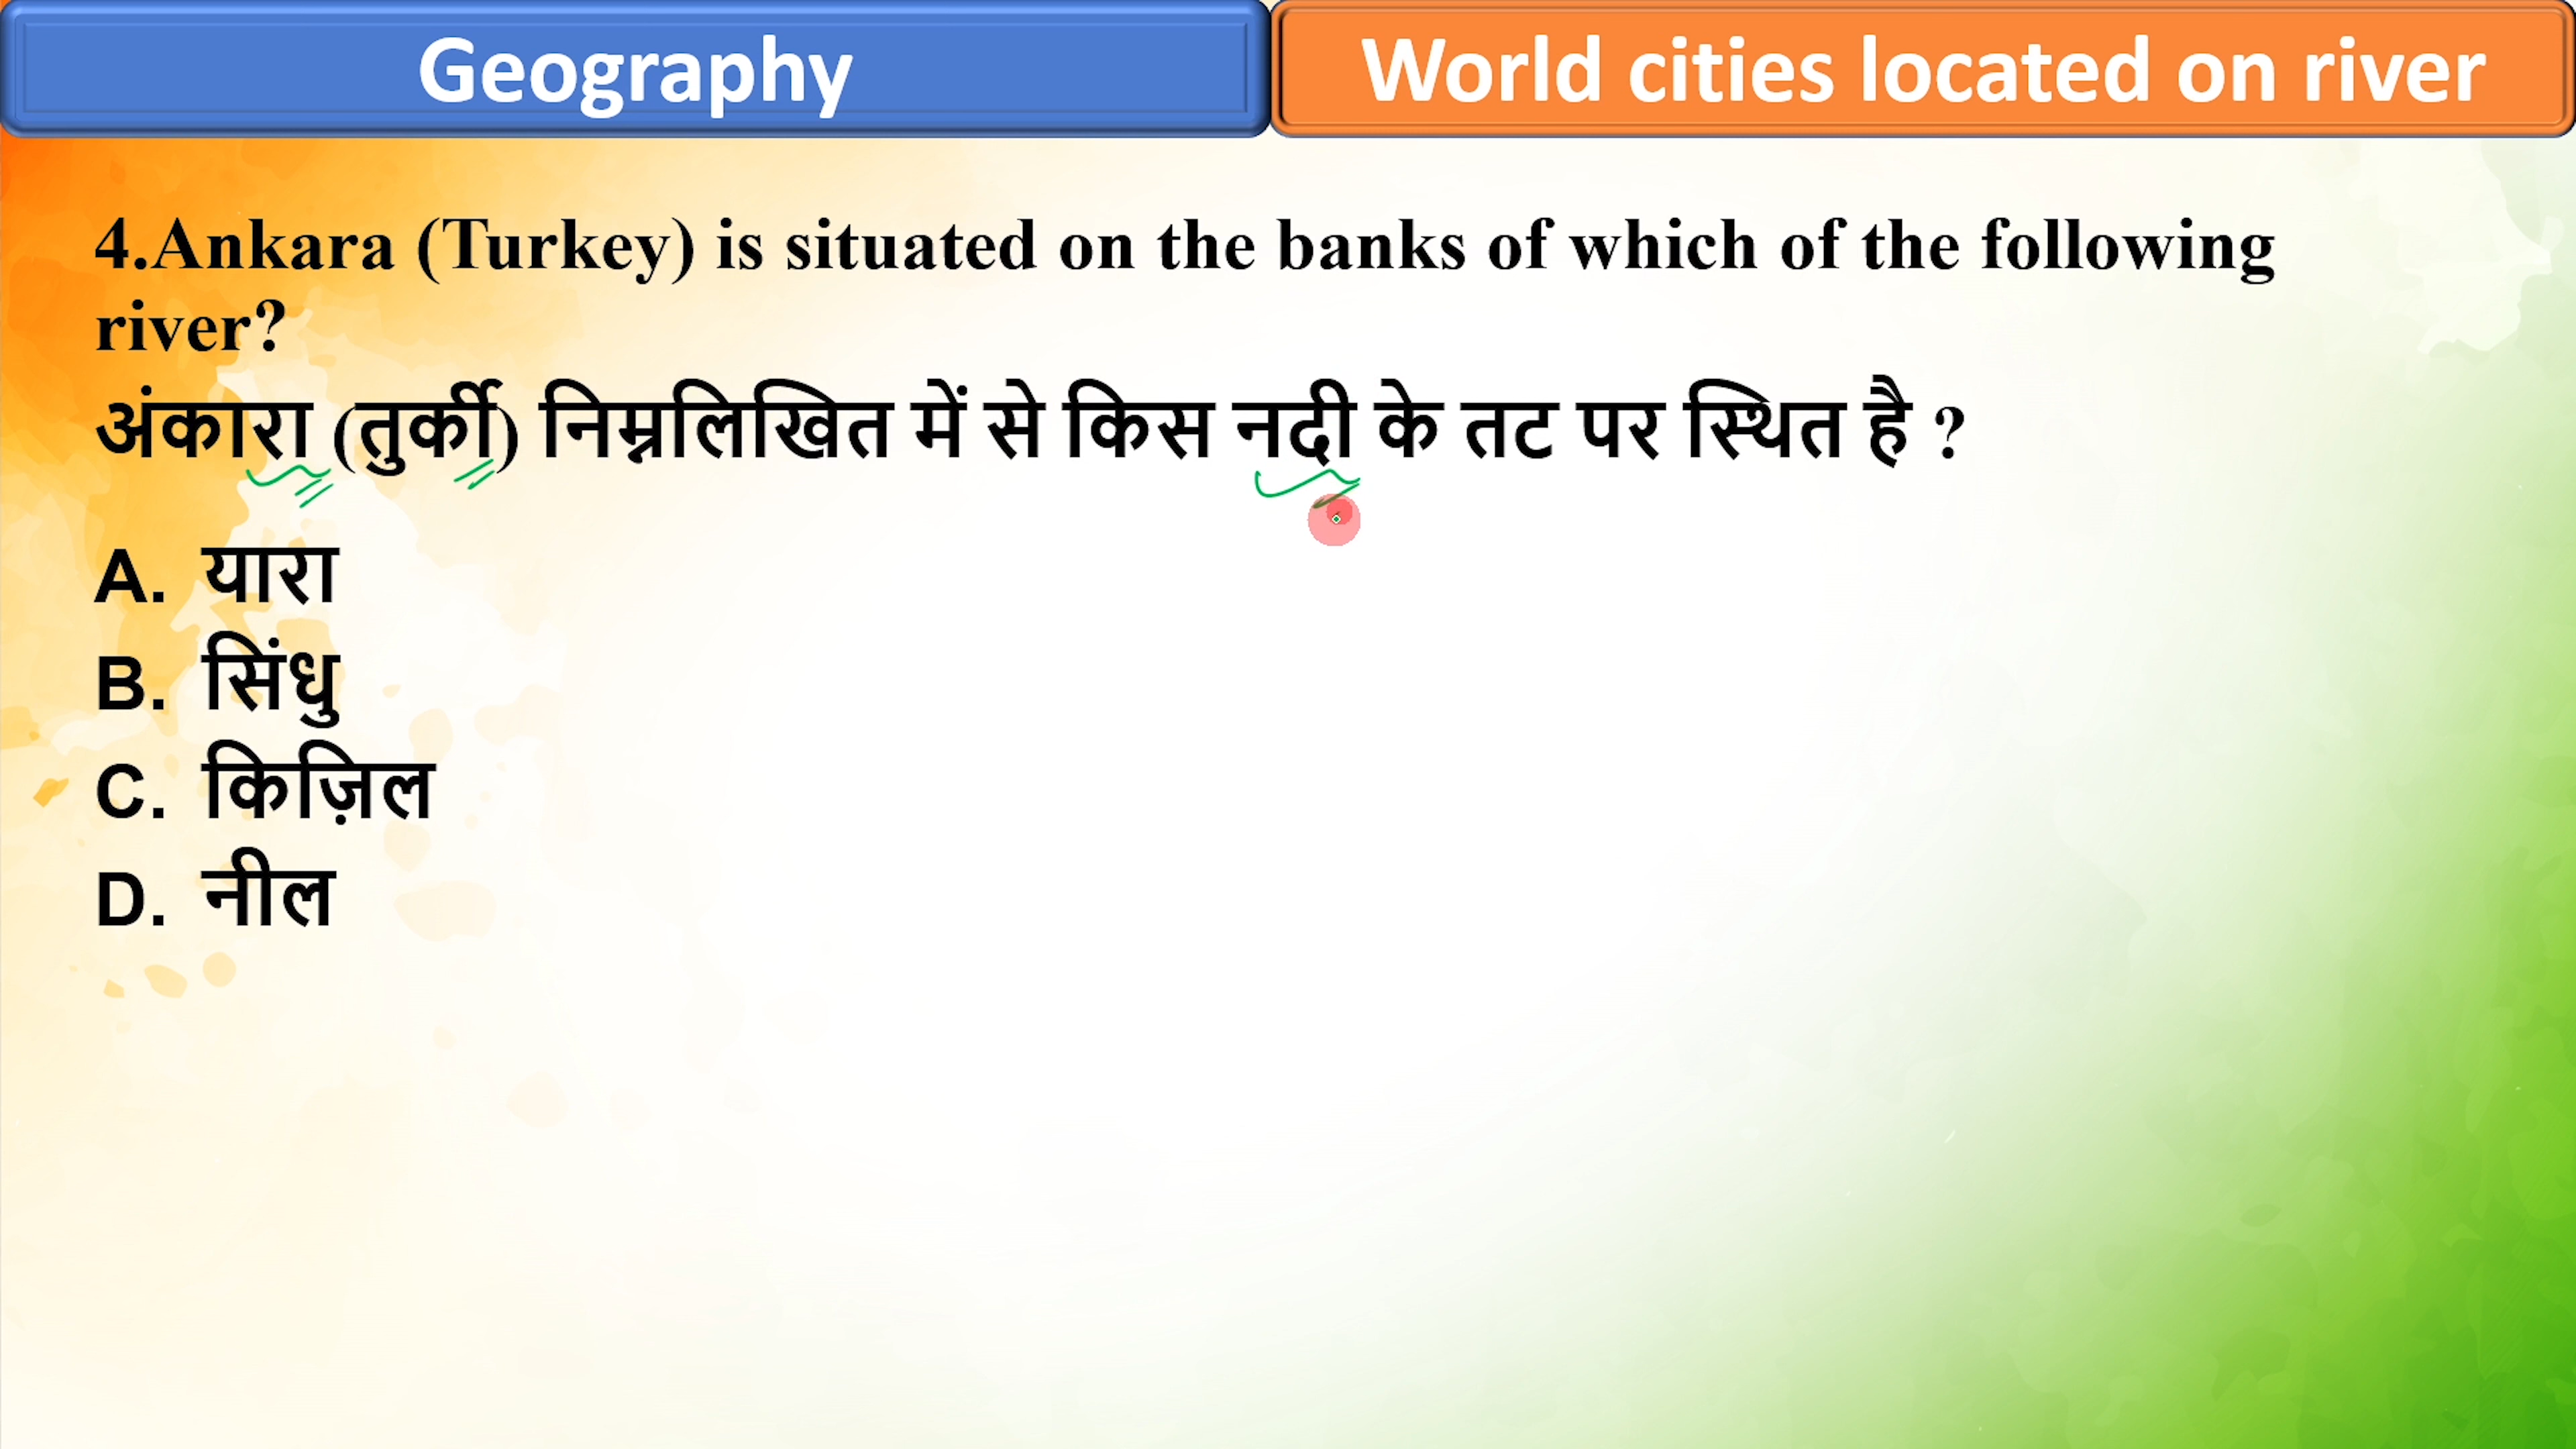 Geography
World cities located on river
4.Ankara (Turkey) is situated on the banks of which of the following
river?
अंकारा (तुर्की) निम्नलिखित में से किस नदी के तट पर स्थित है ?
A. यारा
B. सिंधु
C. किज़िल
D. नील